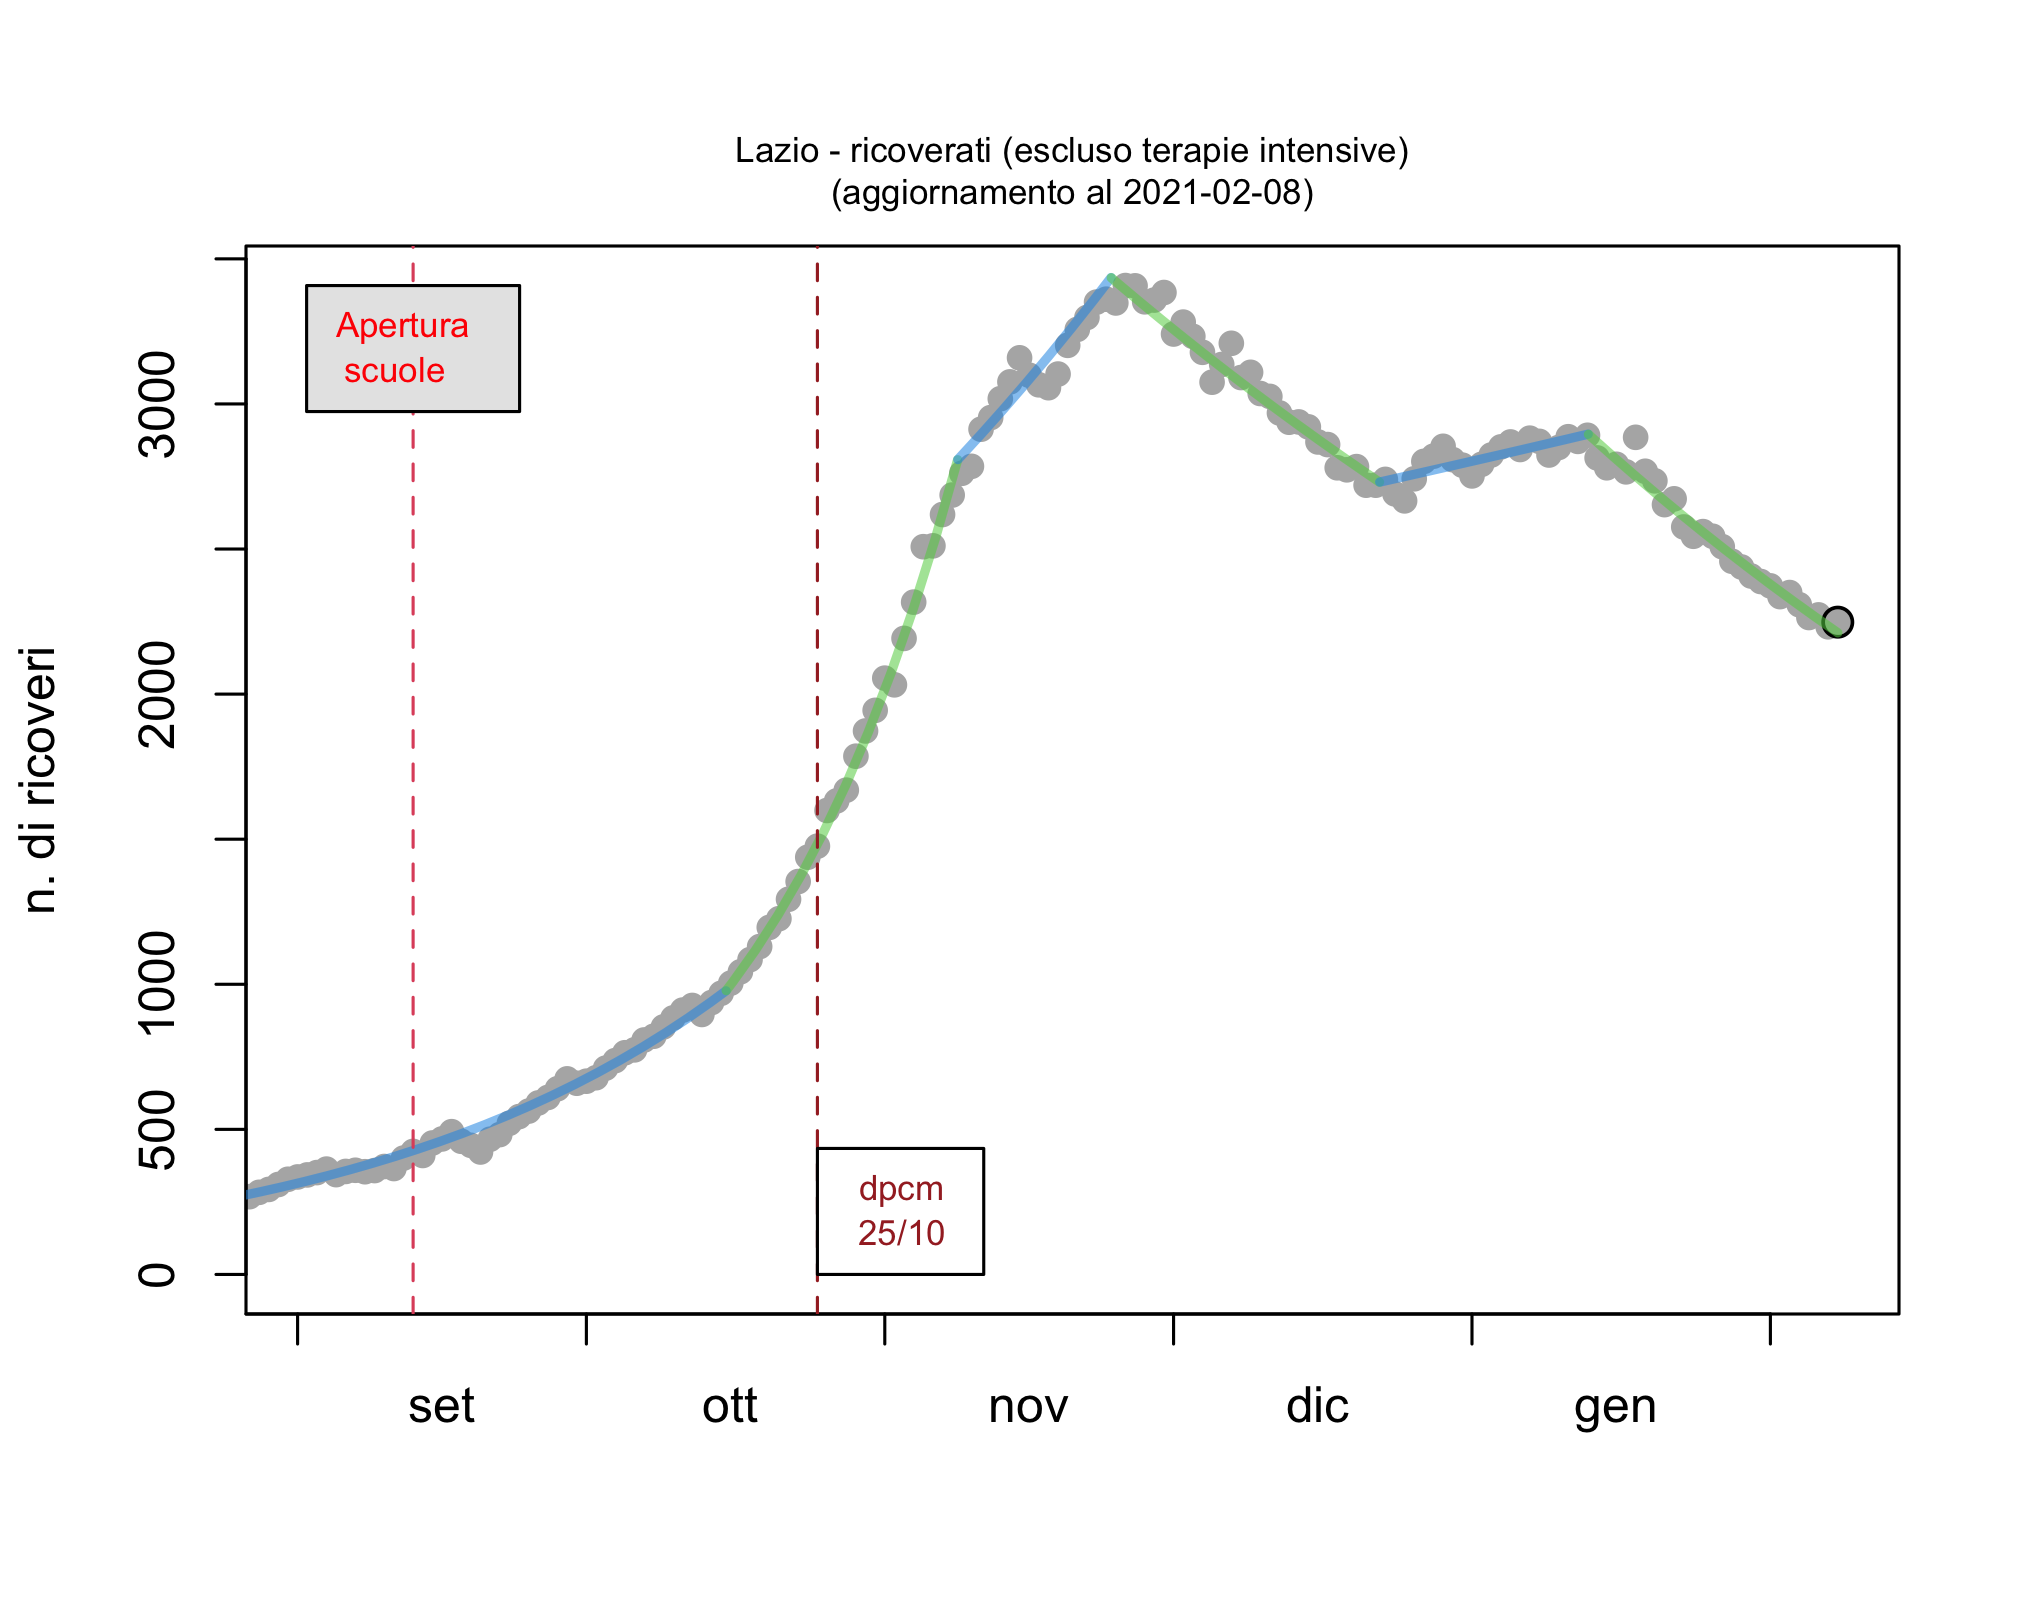 Lazio - ricoverati (escluso terapie intensive)
(aggiornamento al 2021-02-08)
Apertura
scuole
dpcm
25/10
n. di ricoveri
0
500
1000
2000
3000
set
ott
nov
dic
gen